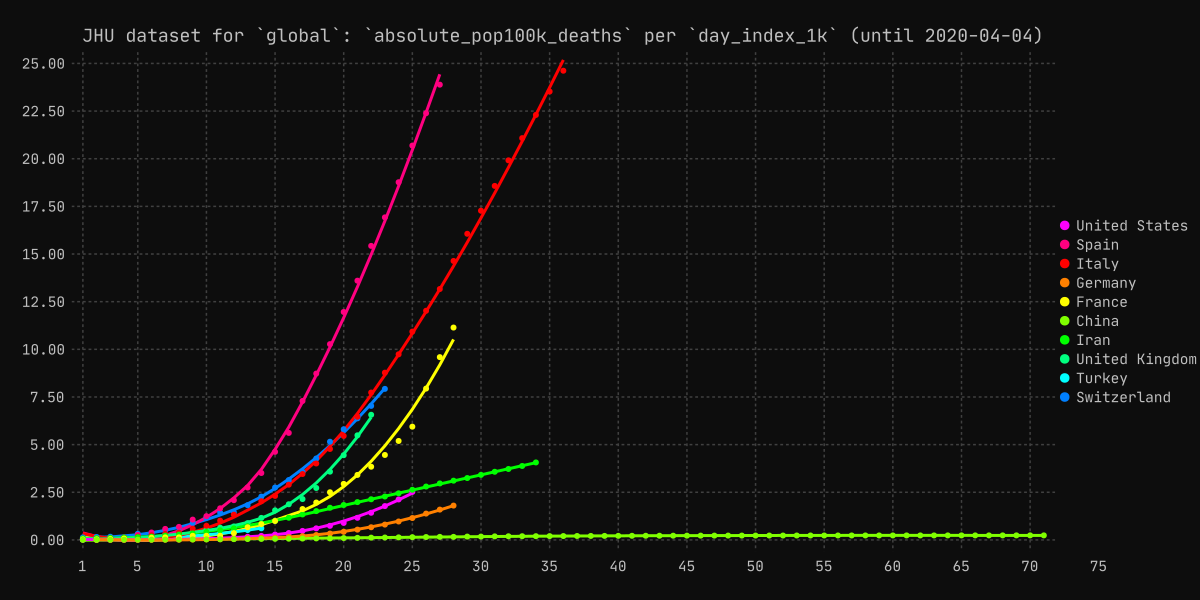 JHU dataset for `global`: `absolute_pop100k_deaths` per `day_index_1k` (until 2020-04-04)
25.00
22.50
20.00
17.50
15.00
12.50
10.00
7.50
5.00
2.50
0.00
1 5 10 15 20 25 30 35 40 45 50 55 60 65 70 75
United States
Spain
Italy
Germany
France
China
Iran
United Kingdom
Turkey
Switzerland